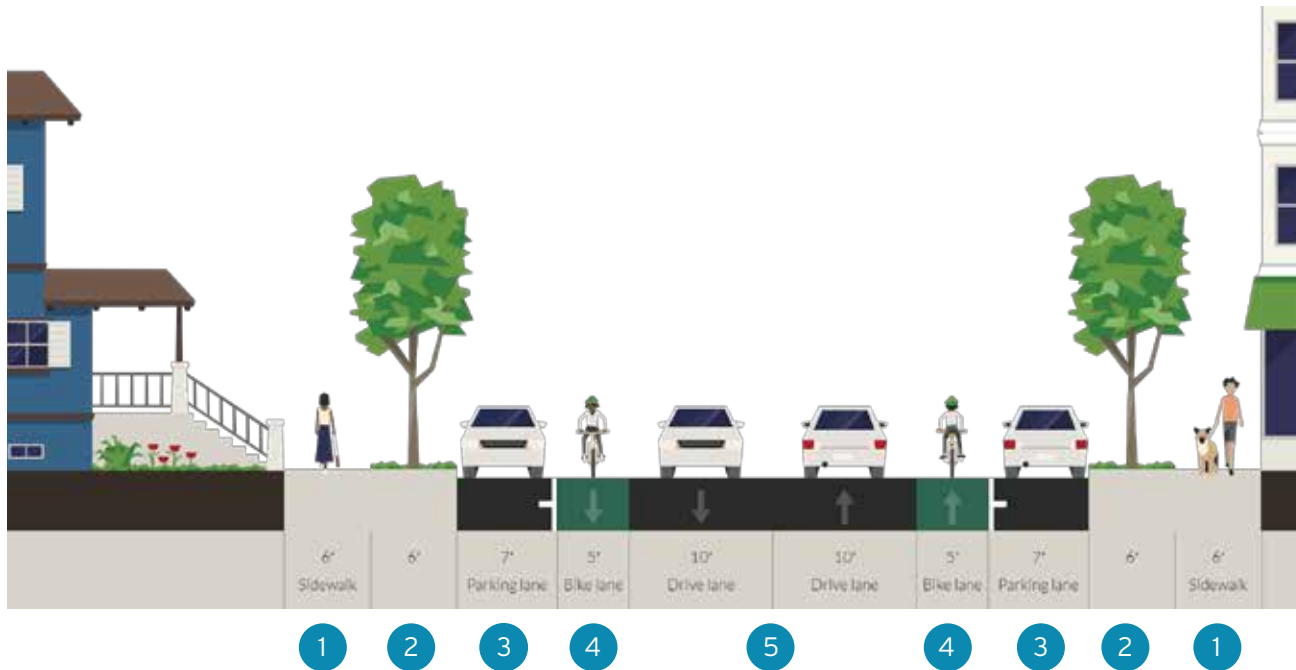 6' 6' 7' 5' 10' 10' 5' 7' 6' 6'
Sidewalk Parking lane Bike lane Drive lane Drive lane Bike lane Parking lane Sidewalk
1 2 3 4 5 4 3 2 1